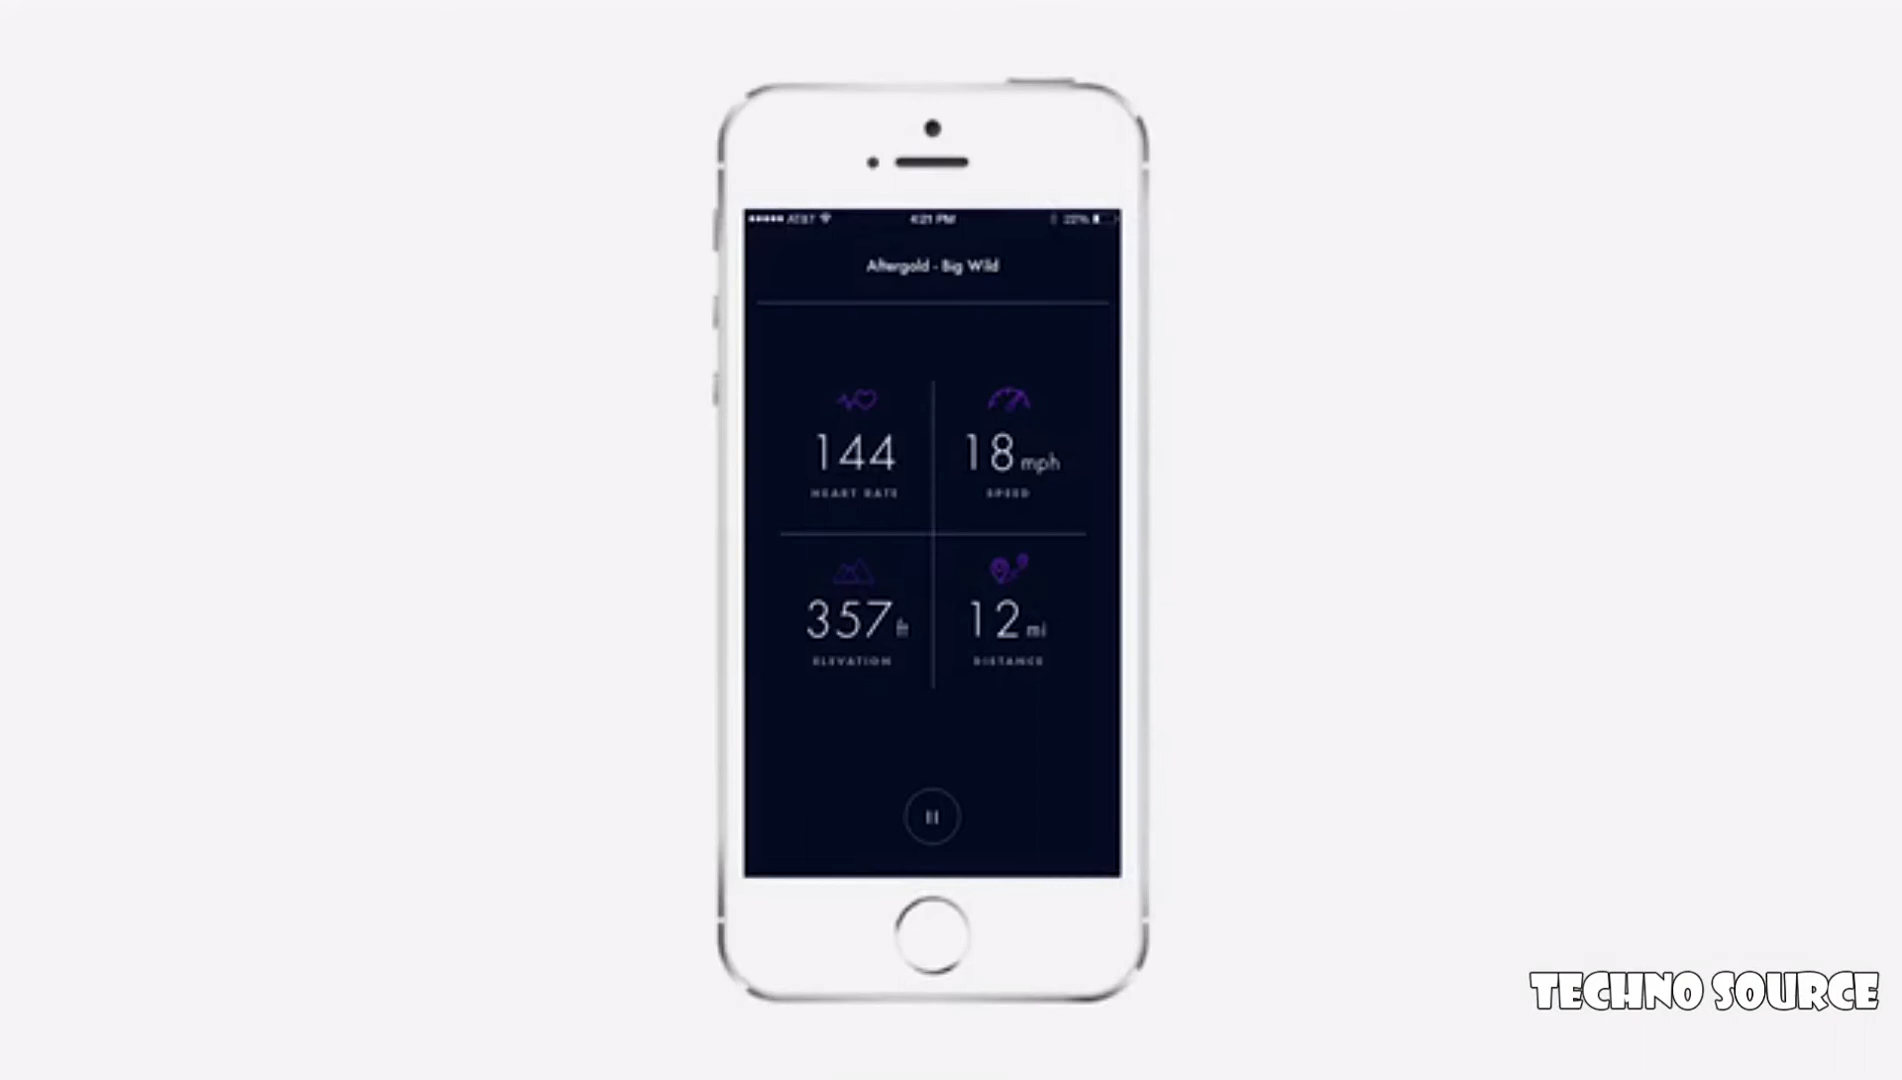 AT&T 4:21 PM 22%
Aftergold - Big Wild
144
HEART RATE
18 mph
SPEED
357 ft
ELEVATION
12 mi
DISTANCE
TECHNO SOURCE